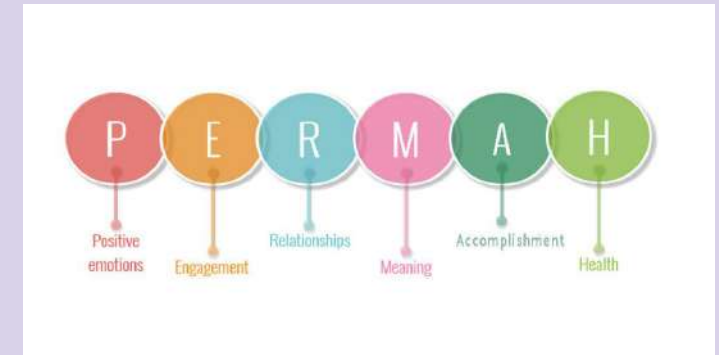 P E R M A H
Positive
emotions
Engagement
Relationships
Meaning
Accomplishment
Health